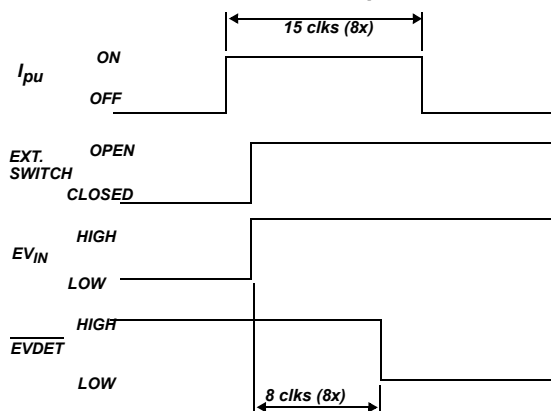 15 clks (8x)
Ipu
ON
OFF
EXT.
SWITCH
OPEN
CLOSED
EVIN
HIGH
LOW
EVDET
HIGH
LOW
8 clks (8x)